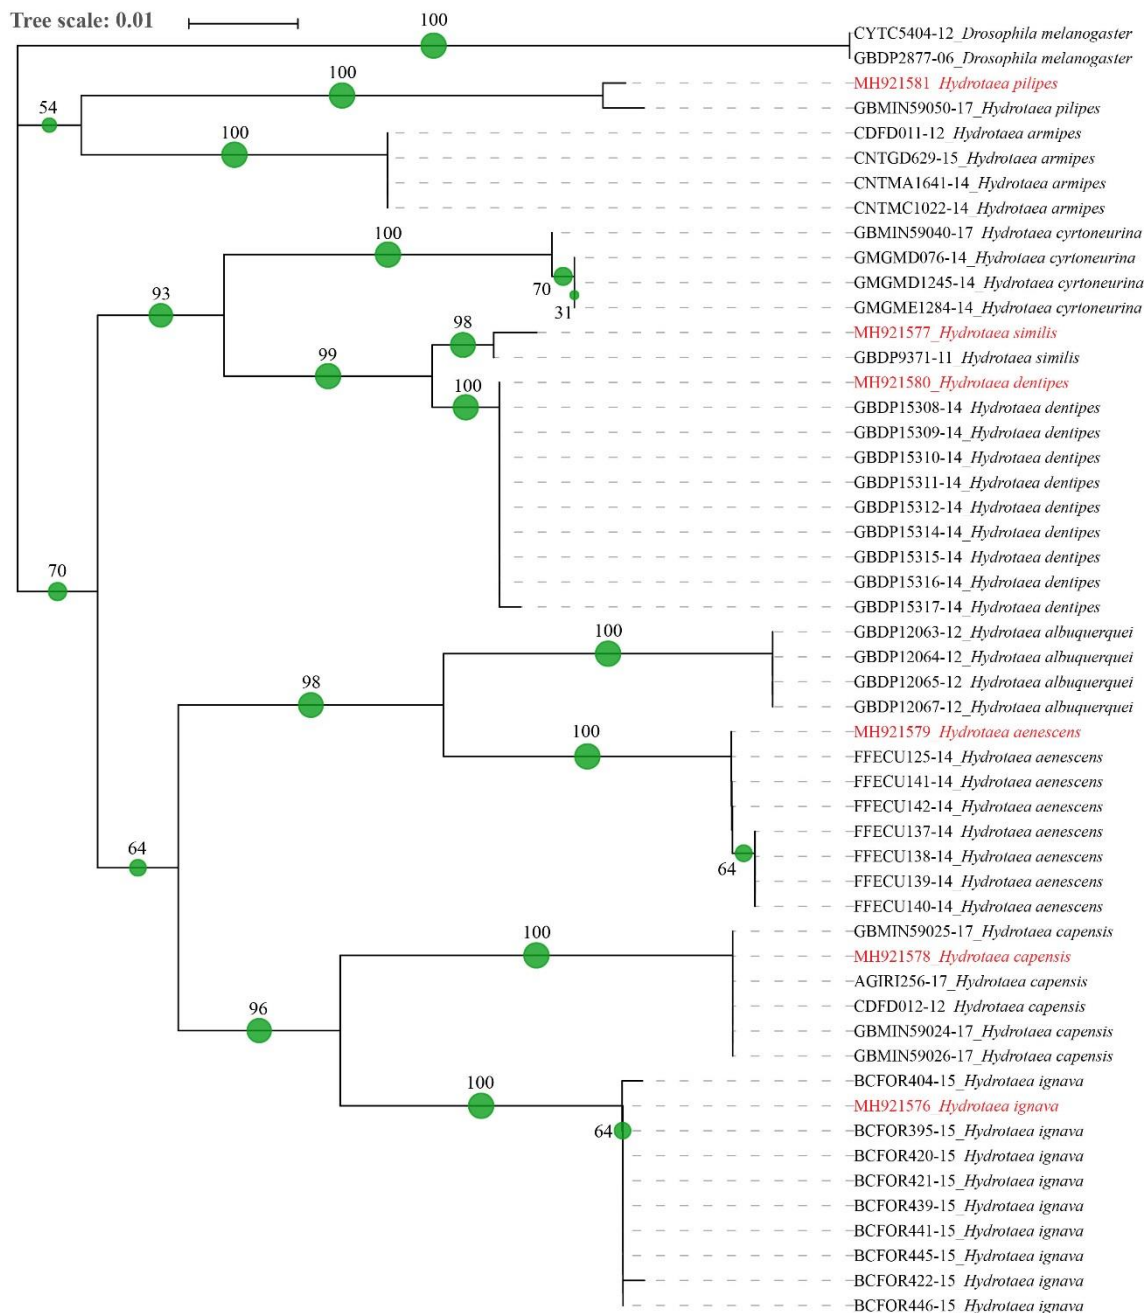 Tree scale: 0.01
100
CYTC5404-12_Drosophila melanogaster
GBDP2877-06_Drosophila melanogaster
100
MH921581_Hydrotaea pilipes
54
GBMIN59050-17_Hydrotaea pilipes
100
CDFD011-12_Hydrotaea armipes
CNTGD629-15_Hydrotaea armipes
CNTMA1641-14_Hydrotaea armipes
CNTMC1022-14_Hydrotaea armipes
100
GBMIN59040-17_Hydrotaea cyrtoneurina
GMGMD076-14_Hydrotaea cyrtoneurina
70
GMGMD1245-14_Hydrotaea cyrtoneurina
93
31
GMGME1284-14_Hydrotaea cyrtoneurina
98
MH921577_Hydrotaea similis
99
GBDP9371-11_Hydrotaea similis
100
MH921580_Hydrotaea dentipes
GBDP15308-14_Hydrotaea dentipes
GBDP15309-14_Hydrotaea dentipes
GBDP15310-14_Hydrotaea dentipes
GBDP15311-14_Hydrotaea dentipes
GBDP15312-14_Hydrotaea dentipes
GBDP15314-14_Hydrotaea dentipes
GBDP15315-14_Hydrotaea dentipes
70
GBDP15316-14_Hydrotaea dentipes
GBDP15317-14_Hydrotaea dentipes
100
GBDP12063-12_Hydrotaea albuquerquei
GBDP12064-12_Hydrotaea albuquerquei
98
GBDP12065-12_Hydrotaea albuquerquei
GBDP12067-12_Hydrotaea albuquerquei
100
MH921579_Hydrotaea aenescens
FFECU125-14_Hydrotaea aenescens
FFECU141-14_Hydrotaea aenescens
FFECU142-14_Hydrotaea aenescens
FFECU137-14_Hydrotaea aenescens
64
FFECU138-14_Hydrotaea aenescens
64
FFECU139-14_Hydrotaea aenescens
FFECU140-14_Hydrotaea aenescens
100
GBMIN59025-17_Hydrotaea capensis
MH921578_Hydrotaea capensis
AGIRI256-17_Hydrotaea capensis
96
CDFD012-12_Hydrotaea capensis
GBMIN59024-17_Hydrotaea capensis
GBMIN59026-17_Hydrotaea capensis
100
BCFOR404-15_Hydrotaea ignava
MH921576_Hydrotaea ignava
64
BCFOR395-15_Hydrotaea ignava
BCFOR420-15_Hydrotaea ignava
BCFOR421-15_Hydrotaea ignava
BCFOR439-15_Hydrotaea ignava
BCFOR441-15_Hydrotaea ignava
BCFOR445-15_Hydrotaea ignava
BCFOR422-15_Hydrotaea ignava
BCFOR446-15_Hydrotaea ignava